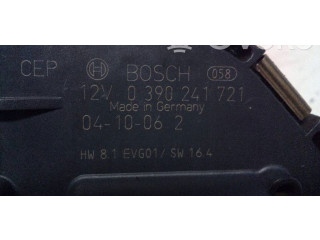 CEP BOSCH 058
12V 0 390 241 721
Made in Germany
04-10-06 2
HW 8.1 EVG01/ SW 16.4